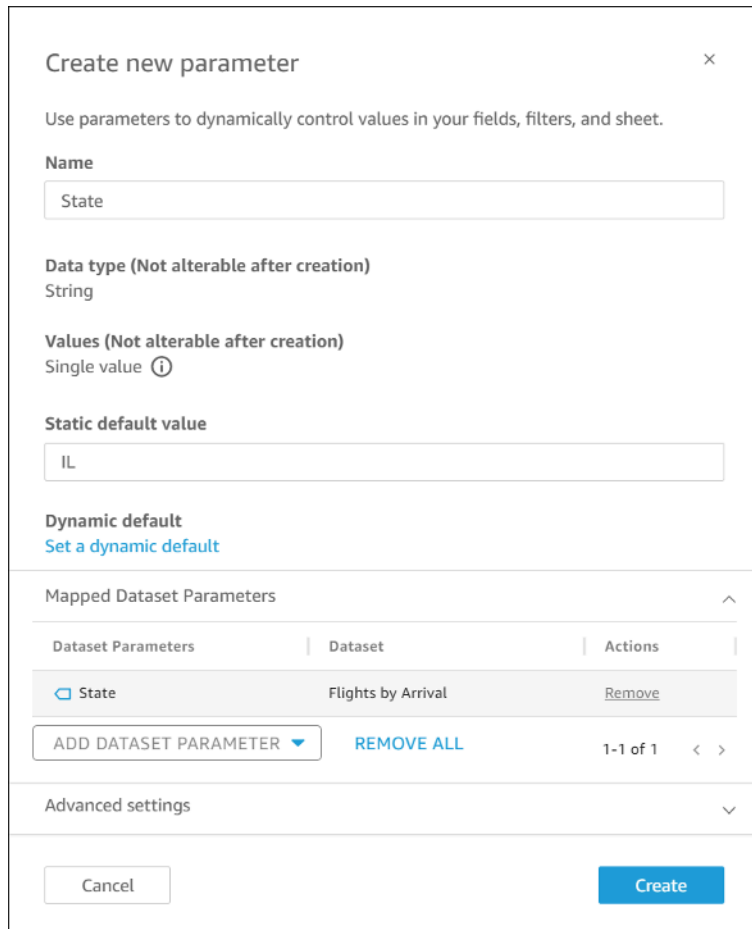 Create new parameter
Use parameters to dynamically control values in your fields, filters, and sheet.
Name
State
Data type (Not alterable after creation)
String
Values (Not alterable after creation)
Single value
Static default value
IL
Dynamic default
Set a dynamic default
Mapped Dataset Parameters
Dataset Parameters Dataset Actions
State Flights by Arrival Remove
ADD DATASET PARAMETER REMOVE ALL 1-1 of 1
Advanced settings
Cancel Create